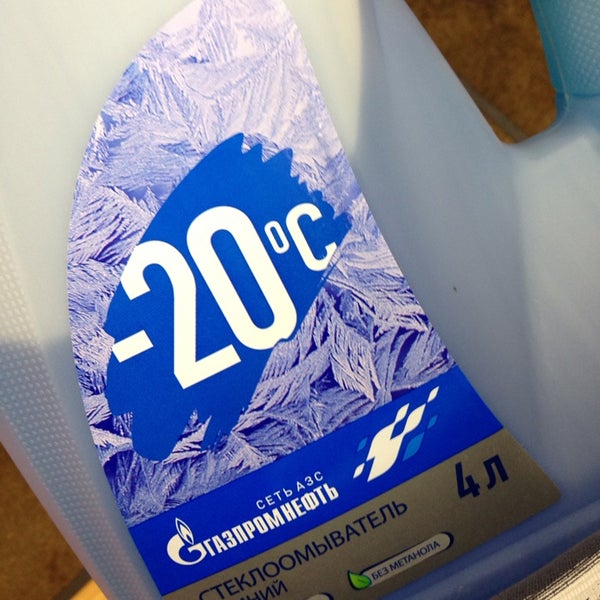 -20°C
СЕТЬ АЗС
ГАЗПРОМНЕФТЬ
4 Л
СТЕКЛООМЫВАТЕЛЬ
БЕЗ МЕТАНОЛА